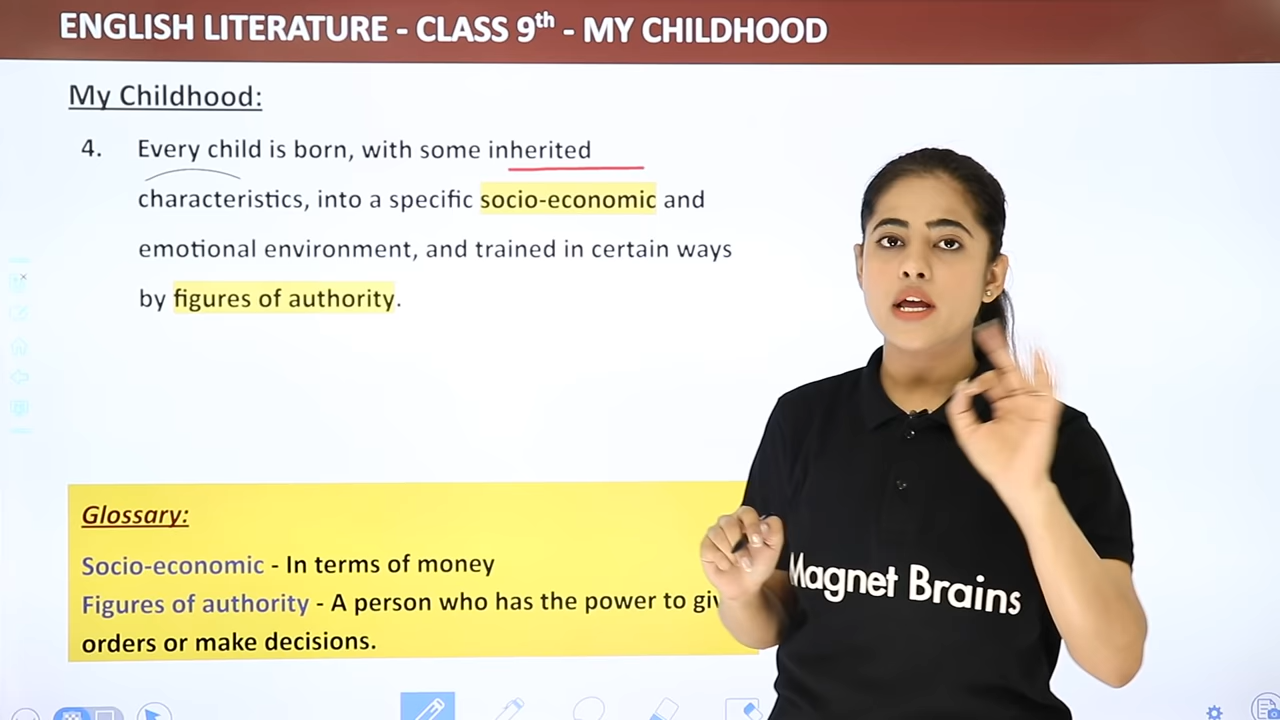 ENGLISH LITERATURE - CLASS 9th - MY CHILDHOOD
My Childhood:
4. Every child is born, with some inherited
characteristics, into a specific socio-economic and
emotional environment, and trained in certain ways
by figures of authority.
Glossary:
Socio-economic - In terms of money
Figures of authority - A person who has the power to
orders or make decisions.
Magnet Brains